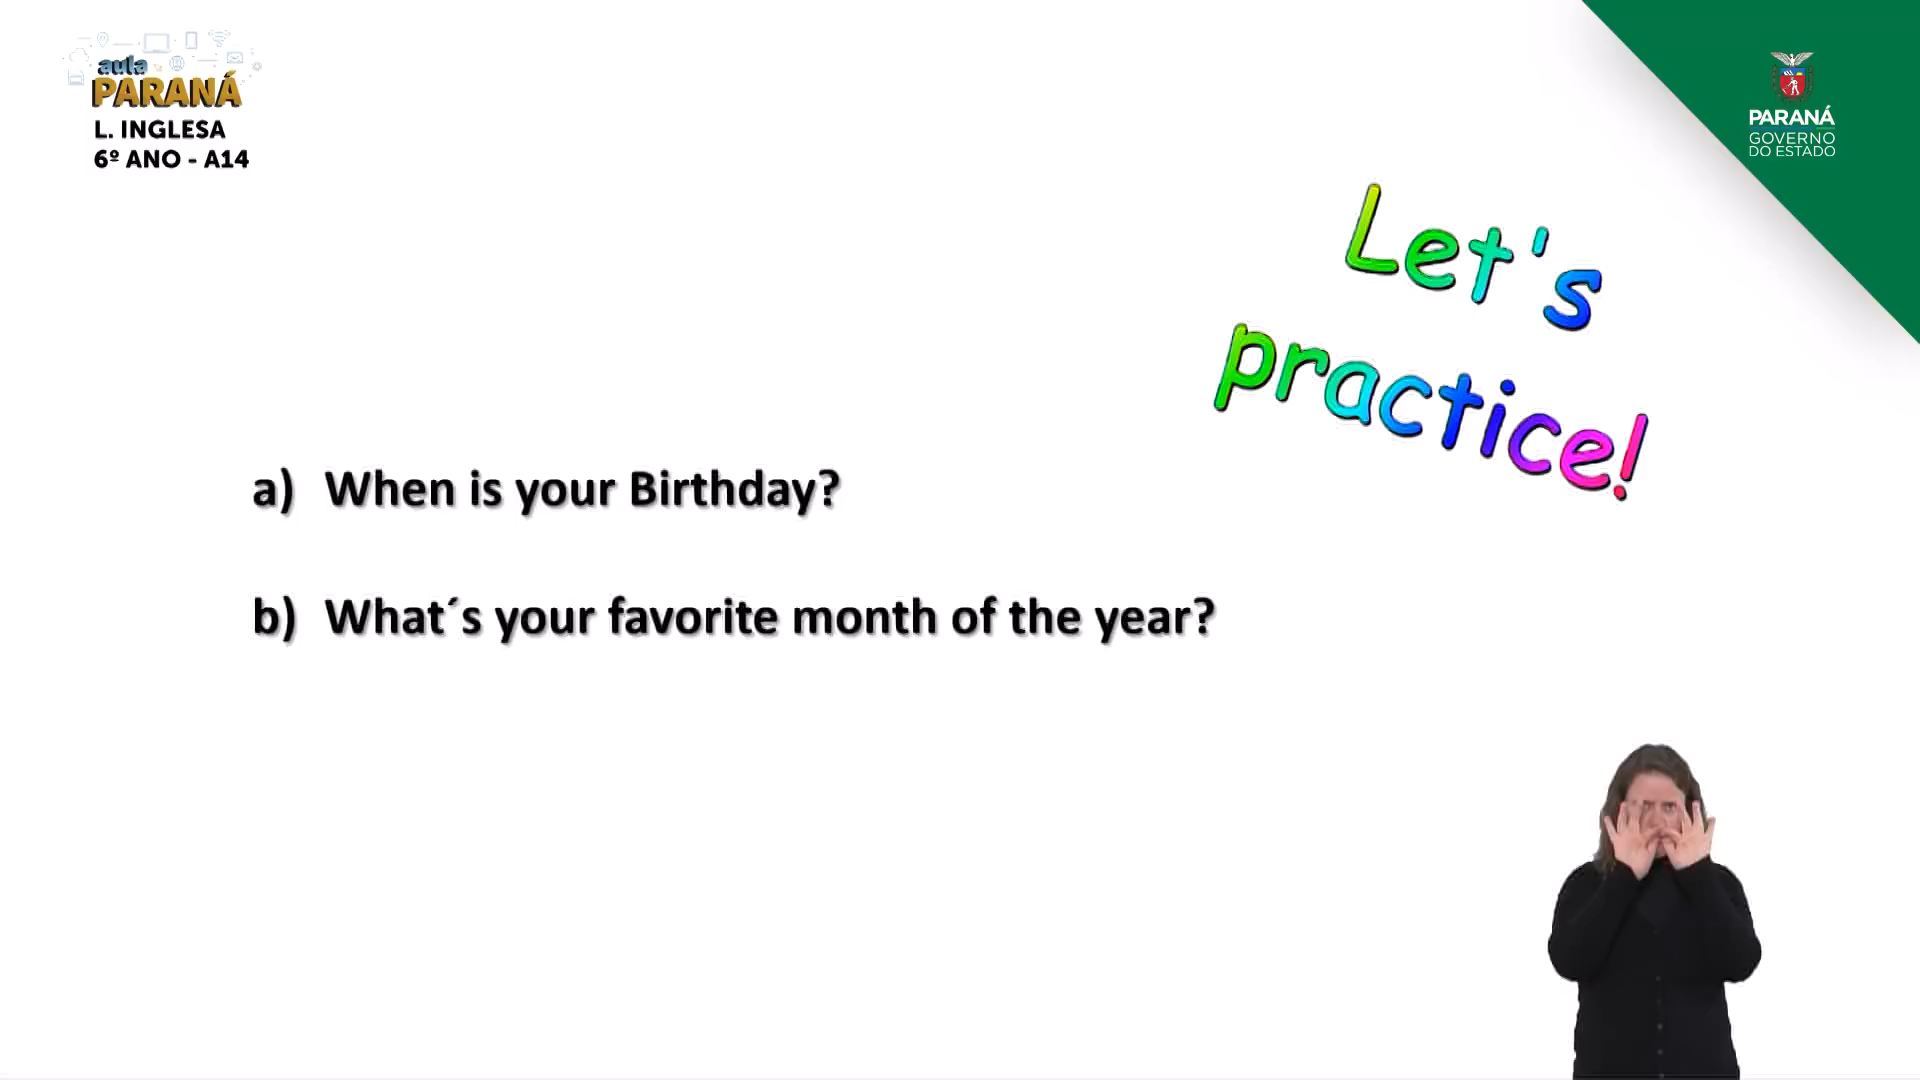 aula
PARANÁ
L. INGLESA
6º ANO - A14
PARANÁ
GOVERNO
DO ESTADO
Let's
practice!
a) When is your Birthday?
b) What´s your favorite month of the year?